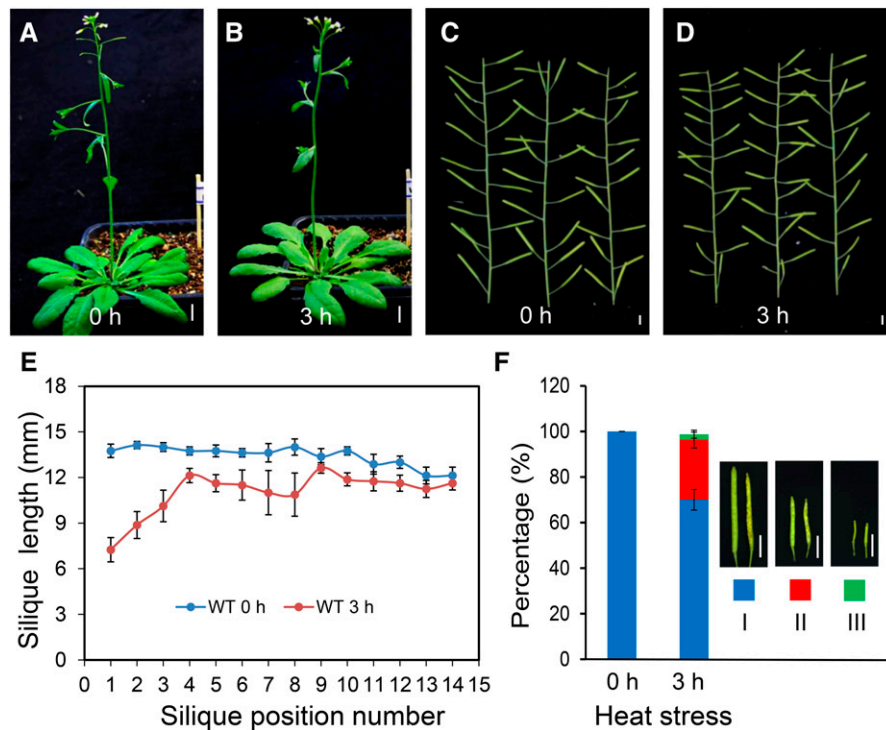 A
B
C
D
0 h
3 h
0 h
3 h
E
F
Silique length (mm)
18
15
12
9
6
3
0
WT 0 h
WT 3 h
0 1 2 3 4 5 6 7 8 9 10 11 12 13 14 15
Silique position number
Percentage (%)
120
100
80
60
40
20
0
0 h
3 h
Heat stress
I
II
III